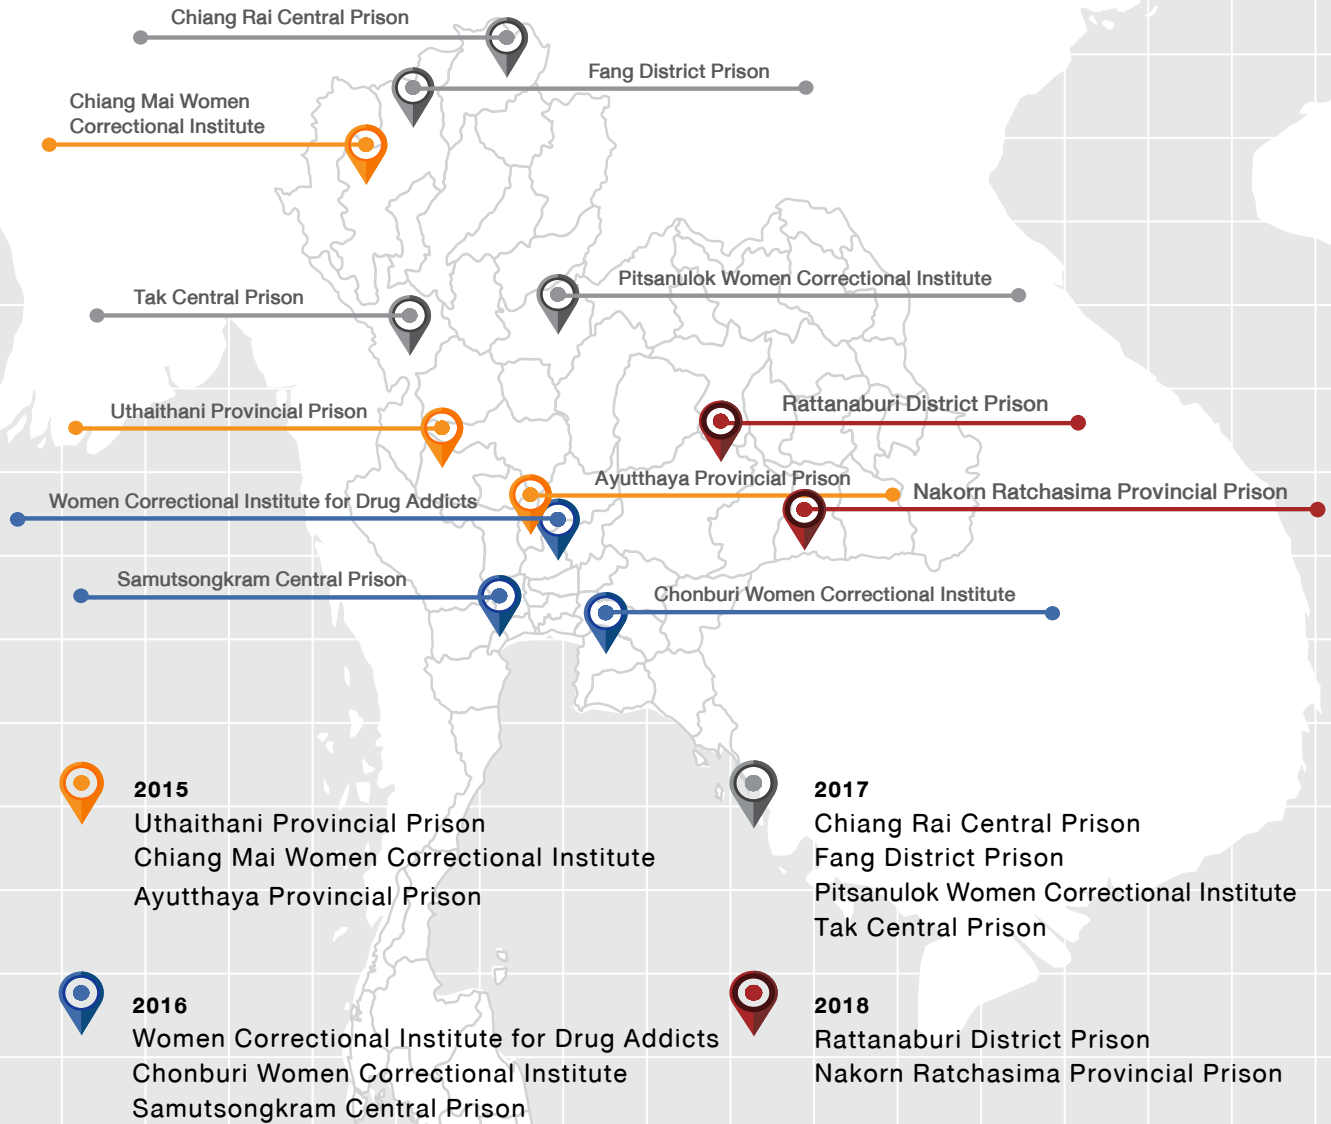 Chiang Rai Central Prison
Fang District Prison
Chiang Mai Women
Correctional Institute
Pitsanulok Women Correctional Institute
Tak Central Prison
Rattanaburi District Prison
Uthaithani Provincial Prison
Ayutthaya Provincial Prison
Nakorn Ratchasima Provincial Prison
Women Correctional Institute for Drug Addicts
Samutsongkram Central Prison
Chonburi Women Correctional Institute
2015
Uthaithani Provincial Prison
Chiang Mai Women Correctional Institute
Ayutthaya Provincial Prison
2017
Chiang Rai Central Prison
Fang District Prison
Pitsanulok Women Correctional Institute
Tak Central Prison
2016
Women Correctional Institute for Drug Addicts
Chonburi Women Correctional Institute
Samutsongkram Central Prison
2018
Rattanaburi District Prison
Nakorn Ratchasima Provincial Prison